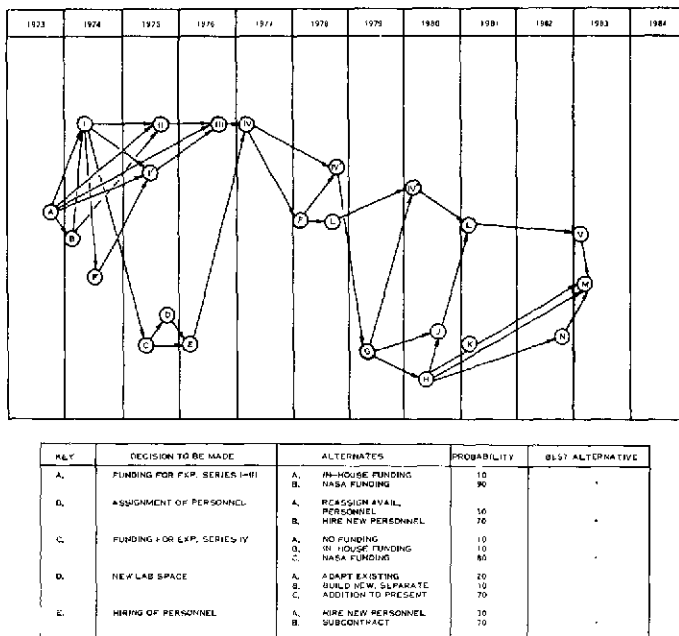 1923 1974 1975 1976 1977 1978 1979 1980 1981 1982 1983 1984
I II III IV
I' IV'
IV"
A F L L
B V
F
M
D
J
C E K N
G
H
KEY DECISION TO BE MADE ALTERNATES PROBABILITY BEST ALTERNATIVE
A. FUNDING FOR EXP. SERIES I-III A. IN-HOUSE FUNDING 10
B. NASA FUNDING 90 *
B. ASSIGNMENT OF PERSONNEL A. REASSIGN AVAIL.
PERSONNEL 30
B. HIRE NEW PERSONNEL 70 *
C. FUNDING FOR EXP. SERIES IV A. NO FUNDING 10
B. IN-HOUSE FUNDING 10
C. NASA FUNDING 80 *
D. NEW LAB SPACE A. ADAPT EXISTING 20
B. BUILD NEW, SEPARATE 10
C. ADDITION TO PRESENT 70 *
E. HIRING OF PERSONNEL A. HIRE NEW PERSONNEL 30
B. SUBCONTRACT 70 *